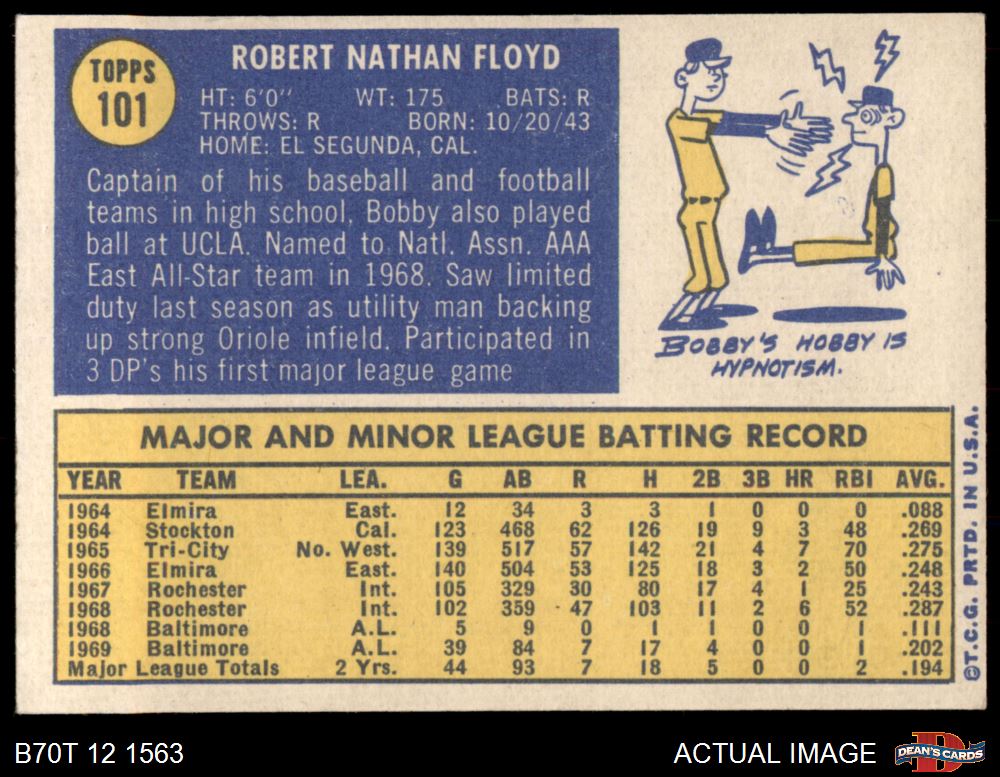 TOPPS
101
ROBERT NATHAN FLOYD
HT: 6'0" WT: 175 BATS: R
THROWS: R BORN: 10/20/43
HOME: EL SEGUNDA, CAL.
Captain of his baseball and football
teams in high school, Bobby also played
ball at UCLA. Named to Natl. Assn. AAA
East All-Star team in 1968. Saw limited
duty last season as utility man backing
up strong Oriole infield. Participated in
3 DP's his first major league game
BOBBY'S HOBBY IS
HYPNOTISM.
MAJOR AND MINOR LEAGUE BATTING RECORD
YEAR TEAM LEA. G AB R H 2B 3B HR RBI AVG.
1964 Elmira East. 12 34 3 3 1 0 0 0 .088
1964 Stockton Cal. 123 468 62 126 19 9 3 48 .269
1965 Tri-City No. West. 139 517 57 142 21 4 7 70 .275
1966 Elmira East. 140 504 53 125 18 3 2 50 .248
1967 Rochester Int. 105 329 30 80 17 4 1 25 .243
1968 Rochester Int. 102 359 47 103 11 2 6 52 .287
1968 Baltimore A.L. 5 9 0 1 1 0 0 1 .111
1969 Baltimore A.L. 39 84 7 17 4 0 0 1 .202
Major League Totals 2 Yrs. 44 93 7 18 5 0 0 2 .194
©T.C.G. PRTD. IN U.S.A.
B70T 12 1563
ACTUAL IMAGE
D
DEAN'S CARDS